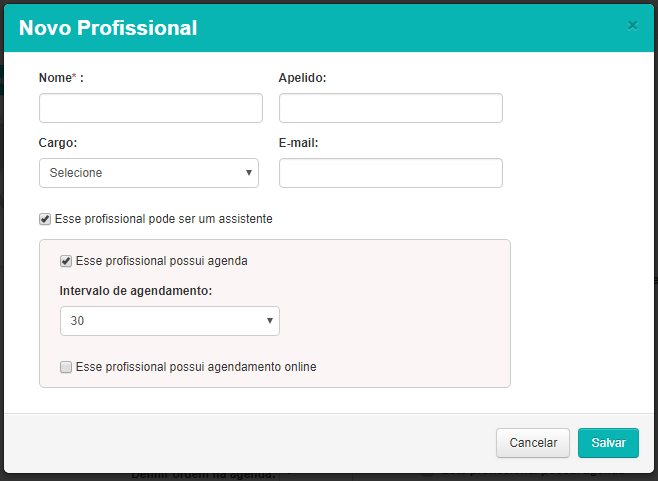 Novo Profissional ×
Nome* : Apelido:
Cargo: E-mail:
Selecione
Esse profissional pode ser um assistente
Esse profissional possui agenda
Intervalo de agendamento:
30
Esse profissional possui agendamento online
Cancelar Salvar
Definir ordem na agenda: